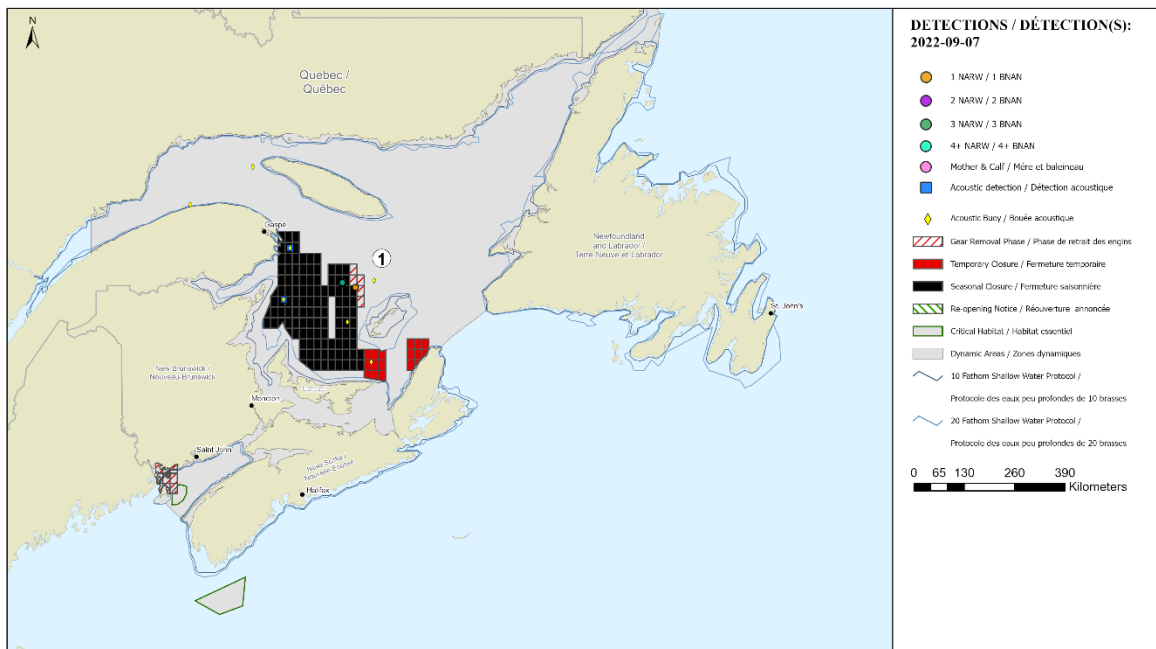 N
Quebec /
Québec
Gaspé
1
Newfoundland
and Labrador /
Terre-Neuve-et-Labrador
St. John's
New Brunswick /
Nouveau-Brunswick
Moncton
Saint John
Nova Scotia /
Nouvelle-Écosse
Halifax
DETECTIONS / DÉTECTION(S):
2022-09-07
1 NARW / 1 BNAN
2 NARW / 2 BNAN
3 NARW / 3 BNAN
4+ NARW / 4+ BNAN
Mother & Calf / Mère et baleineau
Acoustic detection / Détection acoustique
Acoustic Buoy / Bouée acoustique
Gear Removal Phase / Phase de retrait des engins
Temporary Closure / Fermeture temporaire
Seasonal Closure / Fermeture saisonnière
Re-opening Notice / Réouverture annoncée
Critical Habitat / Habitat essentiel
Dynamic Areas / Zones dynamiques
10 Fathom Shallow Water Protocol /
Protocole des eaux peu profondes de 10 brasses
20 Fathom Shallow Water Protocol /
Protocole des eaux peu profondes de 20 brasses
0 65 130 260 390
Kilometers